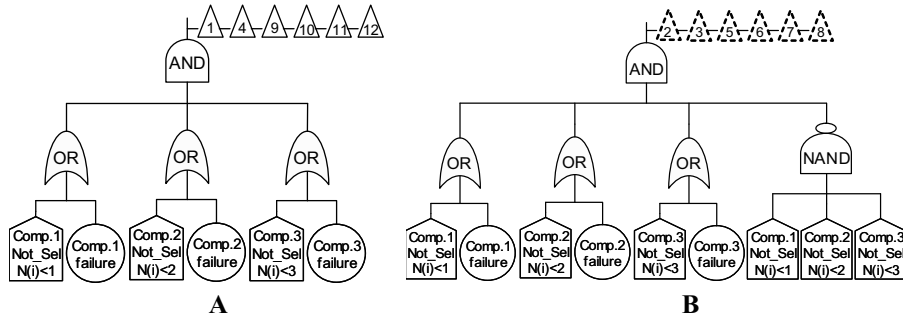 1 4 9 10 11 12
AND
OR OR OR
Comp.1 Not_Sel N(i)<1
Comp.1 failure
Comp.2 Not_Sel N(i)<2
Comp.2 failure
Comp.3 Not_Sel N(i)<3
Comp.3 failure
A
2 3 5 6 7 8
AND
OR OR OR NAND
Comp.1 Not_Sel N(i)<1
Comp.1 failure
Comp.2 Not_Sel N(i)<2
Comp.2 failure
Comp.3 Not_Sel N(i)<3
Comp.3 failure
Comp.1 Not_Sel N(i)<1
Comp.2 Not_Sel N(i)<2
Comp.3 Not_Sel N(i)<3
B